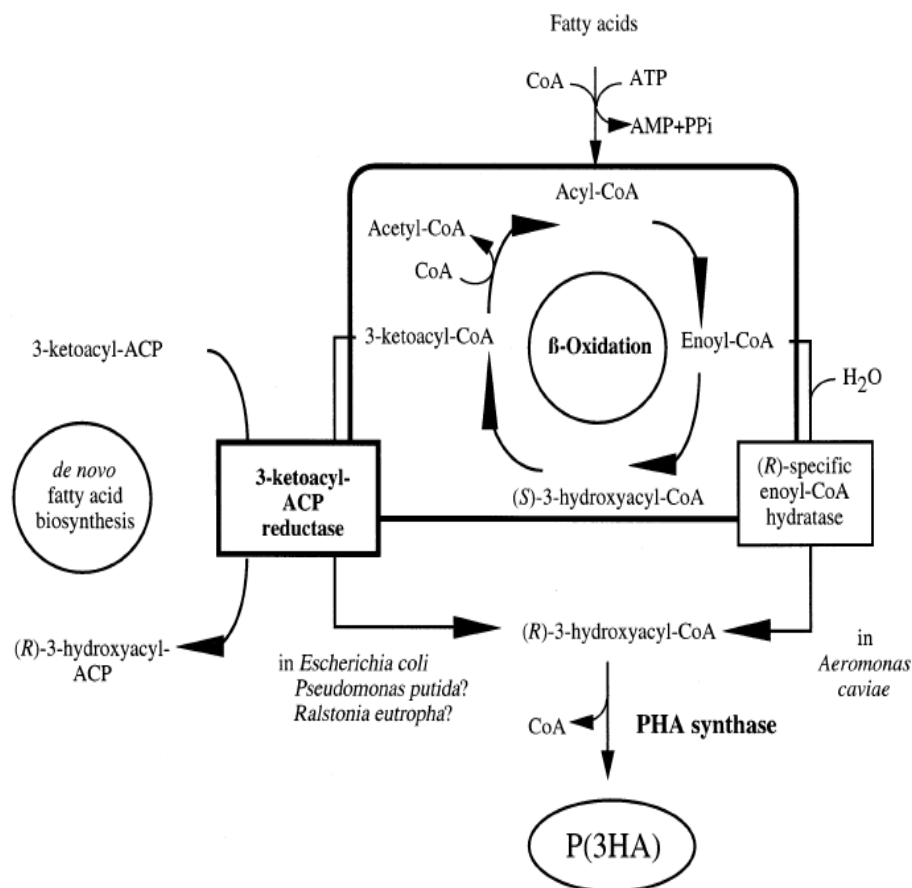 Fatty acids
CoA
ATP
AMP+PPi
Acyl-CoA
Acetyl-CoA
CoA
3-ketoacyl-CoA
ß-Oxidation
Enoyl-CoA
3-ketoacyl-ACP
H2O
de novo
fatty acid
biosynthesis
3-ketoacyl-
ACP
reductase
(S)-3-hydroxyacyl-CoA
(R)-specific
enoyl-CoA
hydratase
(R)-3-hydroxyacyl-
ACP
(R)-3-hydroxyacyl-CoA
in Escherichia coli
Pseudomonas putida?
Ralstonia eutropha?
in
Aeromonas
caviae
CoA
PHA synthase
P(3HA)